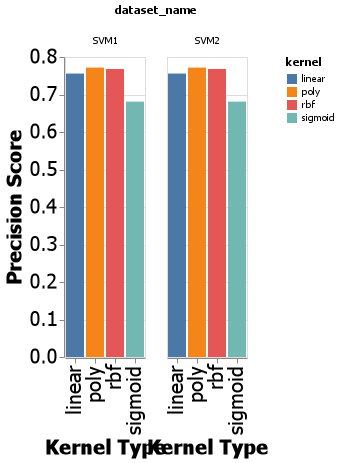 dataset_name
SVM1
SVM2
kernel
linear
poly
rbf
sigmoid
Precision Score
0.8
0.7
0.6
0.5
0.4
0.3
0.2
0.1
0.0
linear
poly
rbf
sigmoid
linear
poly
rbf
sigmoid
Kernel Type
Kernel Type